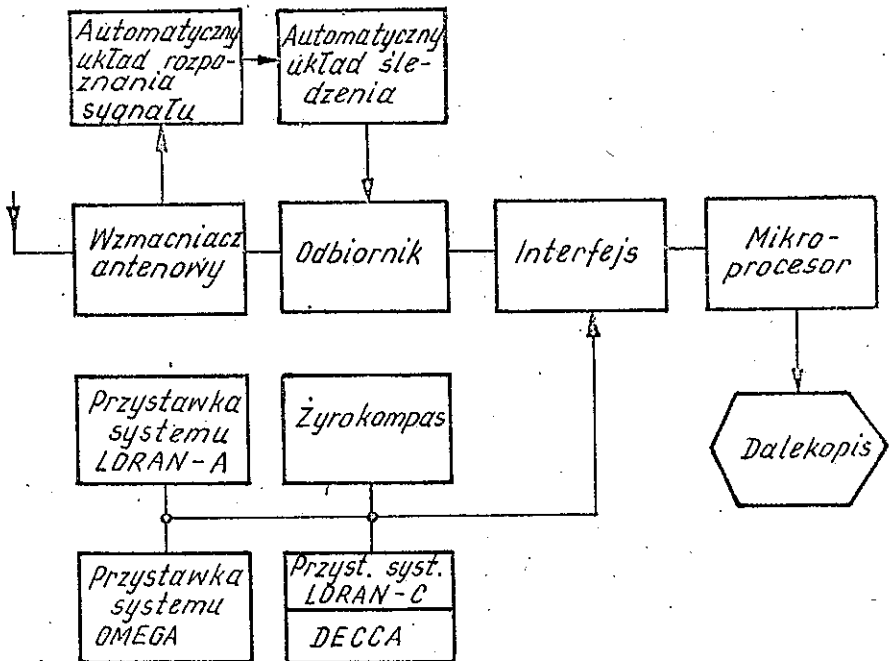 Automatyczny
układ rozpo-
znania
sygnału
Automatyczny
układ śle-
dzenia
Wzmacniacz
antenowy
Odbiornik
Interfejs
Mikro-
procesor
Przystawka
systemu
LORAN-A
Żyrokompas
Dalekopis
Przystawka
systemu
OMEGA
Przyst. syst.
LORAN-C
DECCA